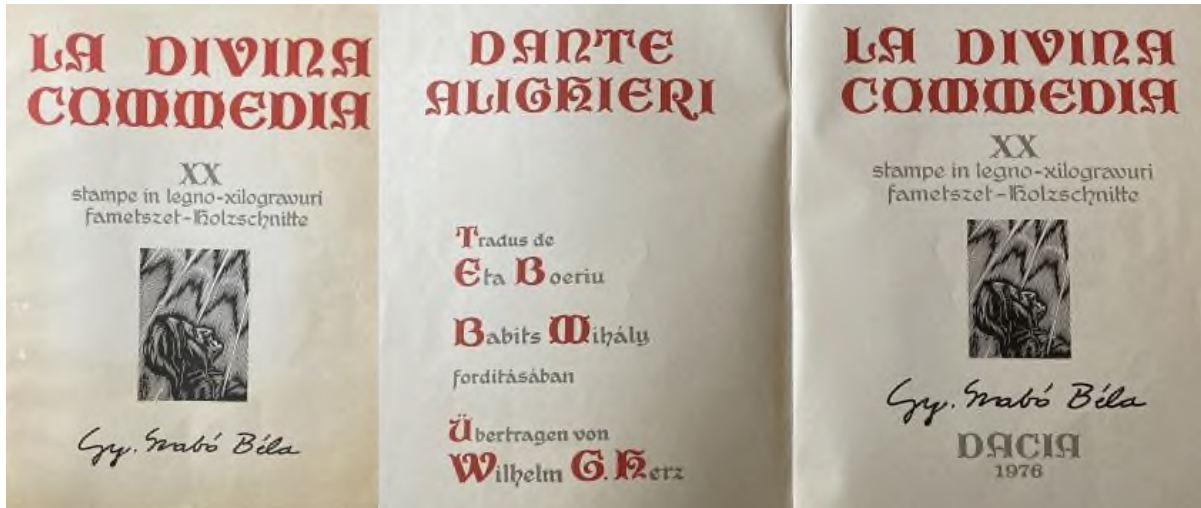 LA DIVINA
COMMEDIA
XX
stampe in legno-xilogravuri
fametszet-Holzschnitte
Gy. Szabó Béla
DANTE
ALIGHIERI
Tradus de
Eta Boeriu
Babits Mihály
fordításában
Übertragen von
Wilhelm G. Herz
LA DIVINA
COMMEDIA
XX
stampe in legno-xilogravuri
fametszet-Holzschnitte
Gy. Szabó Béla
DACIA
1976